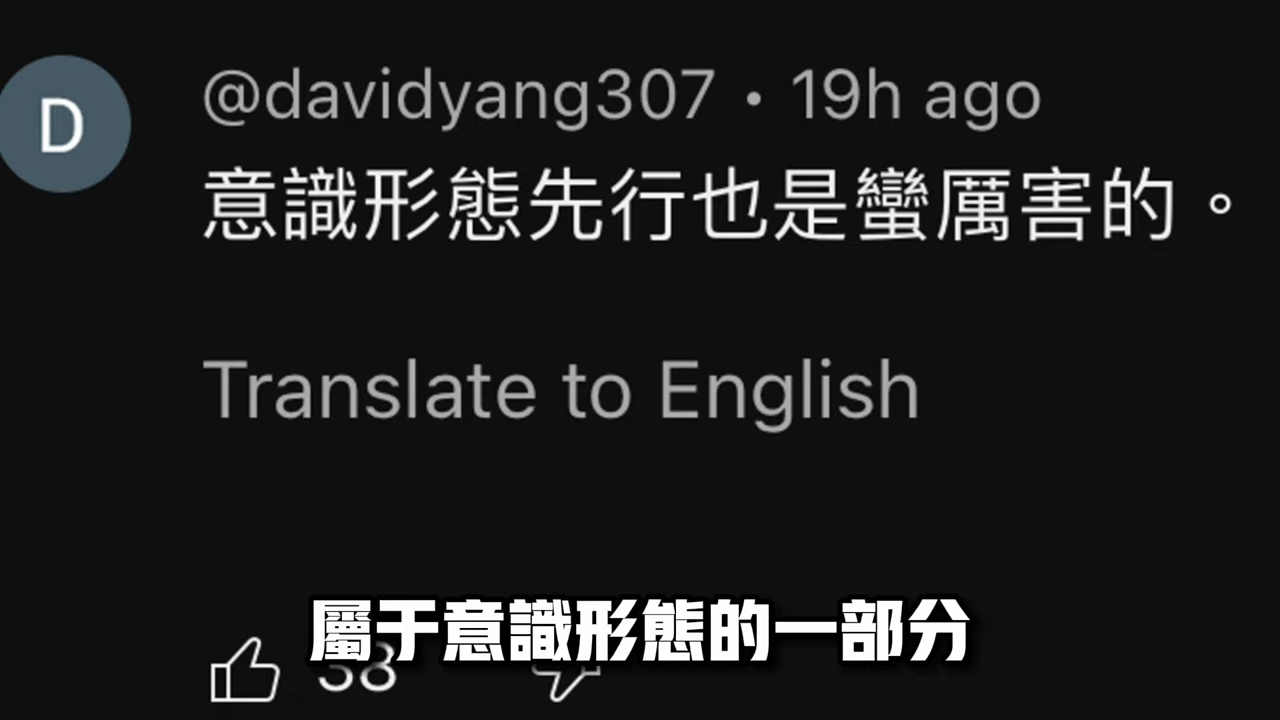 D
@davidyang307 • 19h ago
意識形態先行也是蠻厲害的。
Translate to English
屬于意識形態的一部分